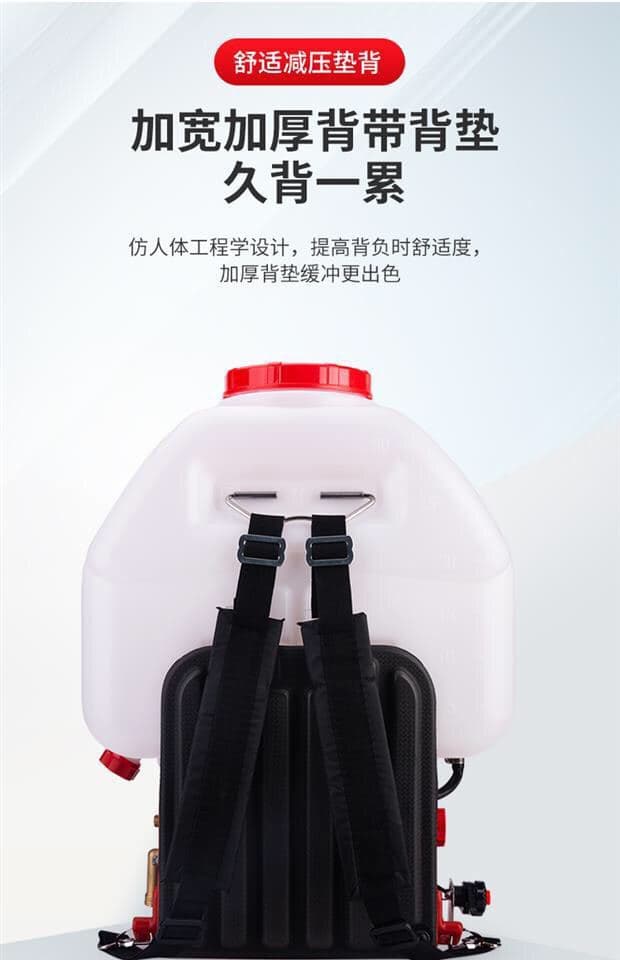 舒适减压垫背
加宽加厚背带背垫
久背一累
仿人体工程学设计，提高背负时舒适度，
加厚背垫缓冲更出色